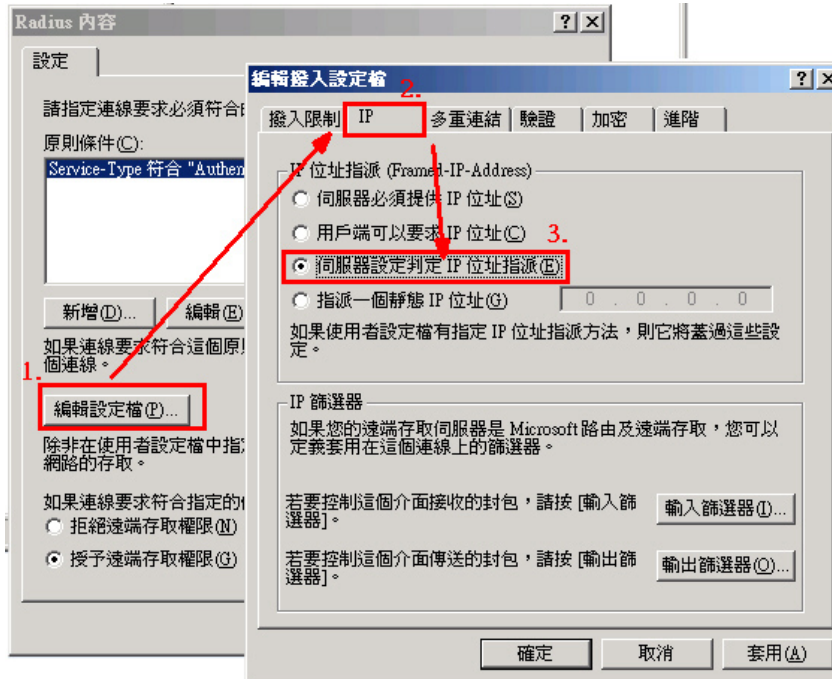 Radius 內容
設定
請指定連線要求必須符合
原則條件(C):
Service-Type 符合 "Authen
新增(D)...
編輯(E)
如果連線要求符合這個原
個連線。
1.
編輯設定檔(P)...
除非在使用者設定檔中指
網路的存取。
如果連線要求符合指定的
拒絕遠端存取權限(N)
授予遠端存取權限(G)
編輯撥入設定檔
2.
撥入限制
IP
多重連結
驗證
加密
進階
IP 位址指派 (Framed-IP-Address)
伺服器必須提供 IP 位址(S)
用戶端可以要求 IP 位址(C)
3.
伺服器設定判定 IP 位址指派(E)
指派一個靜態 IP 位址(G)
0 . 0 . 0 . 0
如果使用者設定檔有指定 IP 位址指派方法，則它將蓋過這些設
定。
IP 篩選器
如果您的遠端存取伺服器是 Microsoft 路由及遠端存取，您可以
定義套用在這個連線上的篩選器。
若要控制這個介面接收的封包，請按 [輸入篩
選器]。
輸入篩選器(I)...
若要控制這個介面傳送的封包，請按 [輸出篩
選器]。
輸出篩選器(O)...
確定
取消
套用(A)